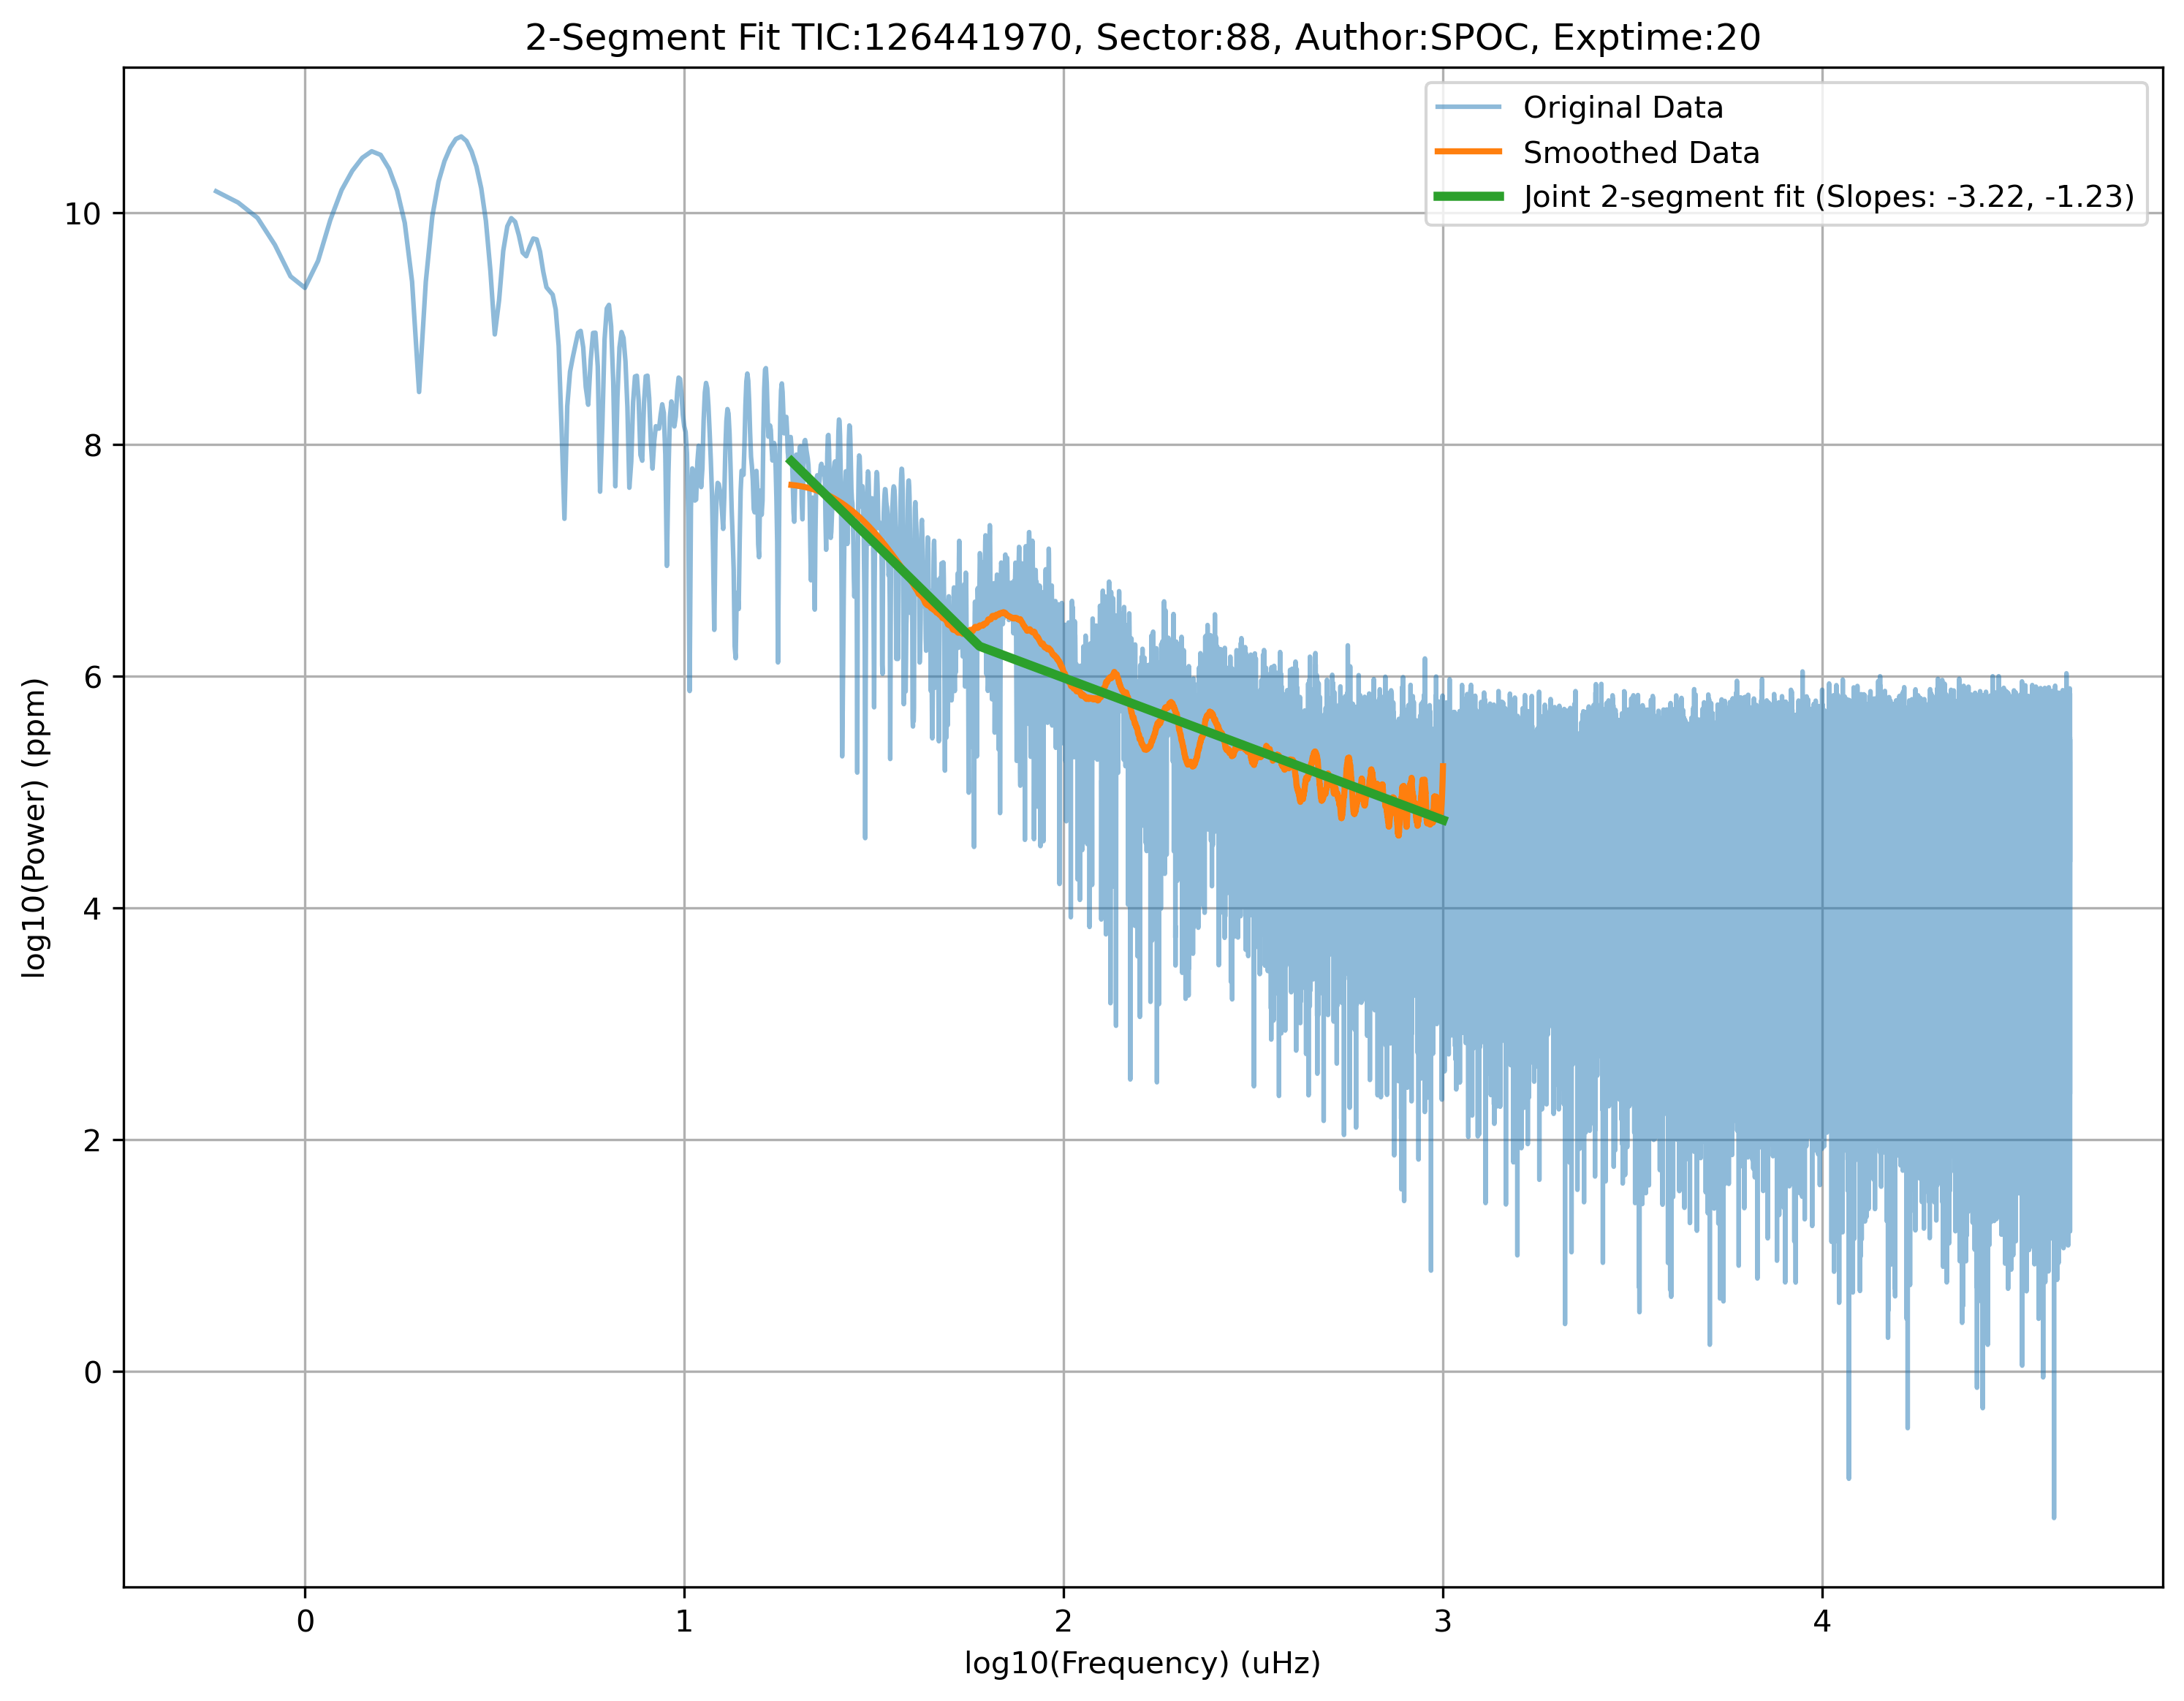 2-Segment Fit TIC:126441970, Sector:88, Author:SPOC, Exptime:20
Original Data
Smoothed Data
Joint 2-segment fit (Slopes: -3.22, -1.23)
log10(Power) (ppm)
10
8
6
4
2
0
0 1 2 3 4
log10(Frequency) (uHz)